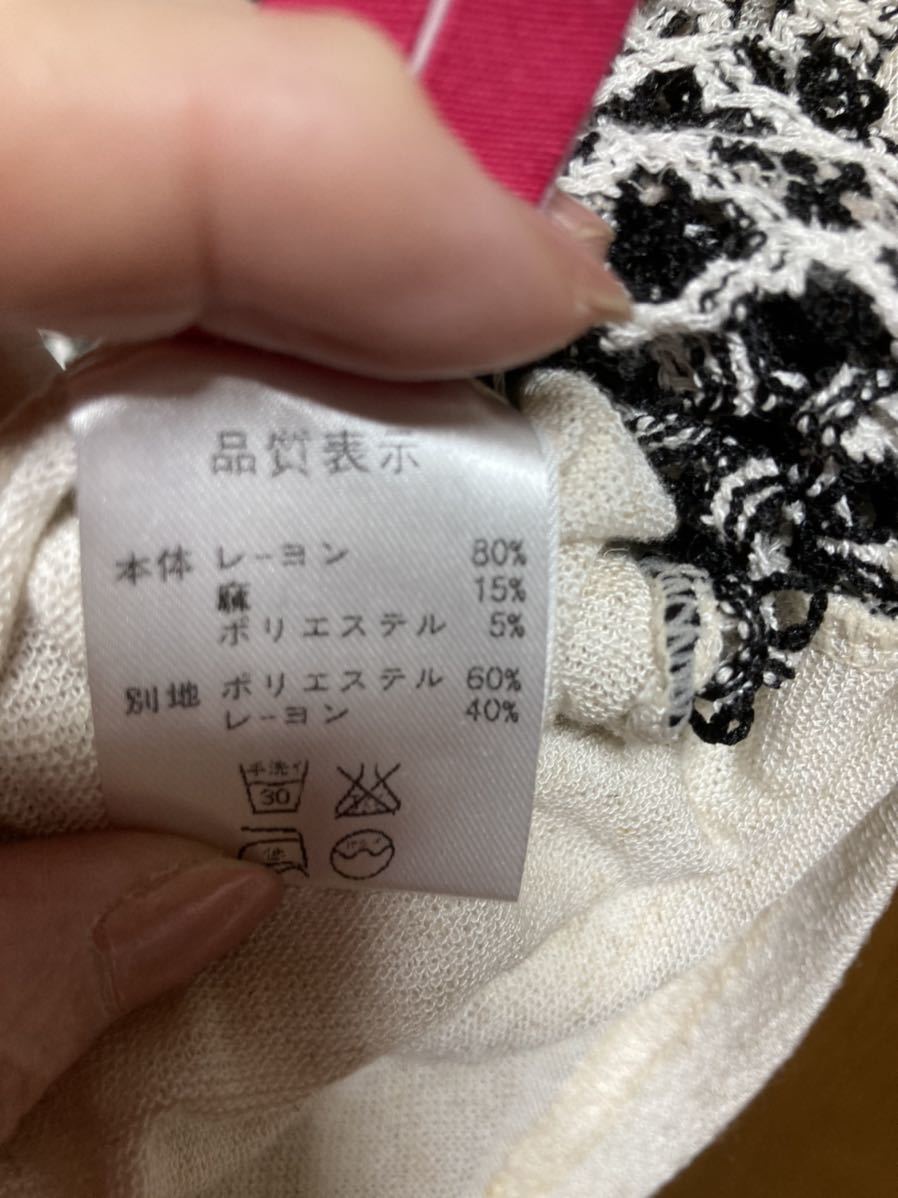 品質表示
本体 レーヨン 80%
麻 15%
ポリエステル 5%
別地 ポリエステル 60%
レーヨン 40%
手洗イ
30